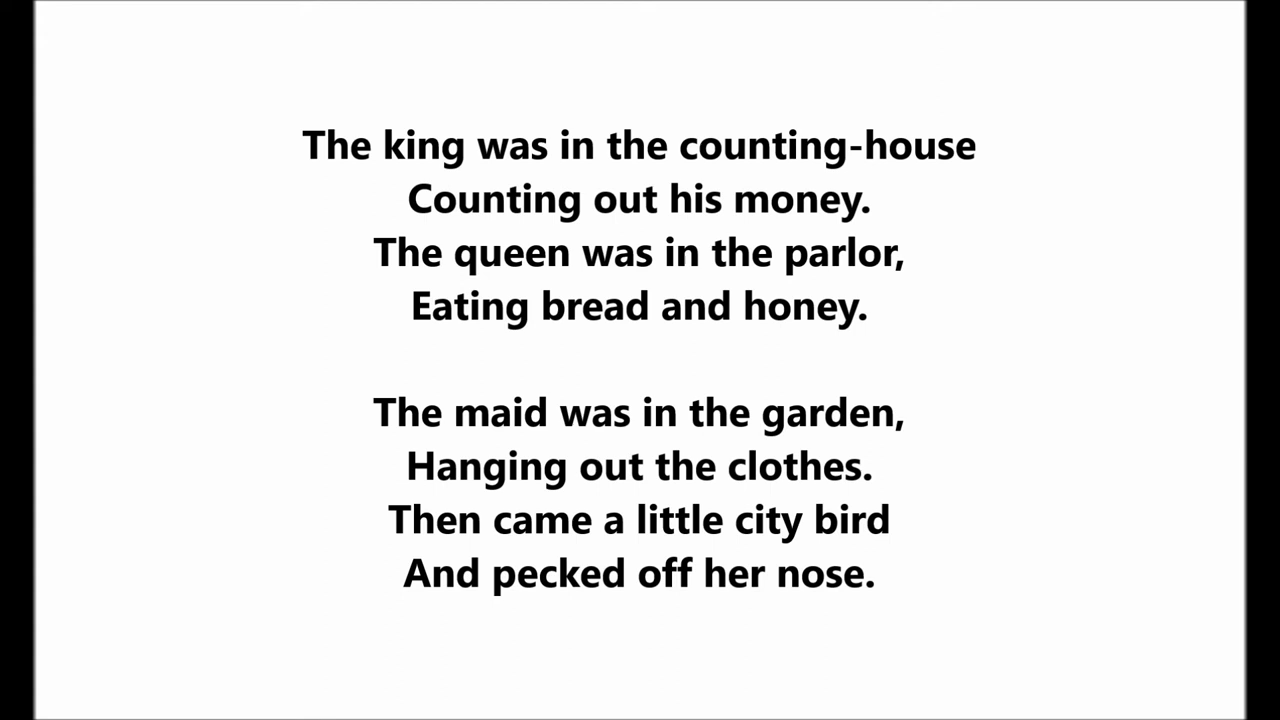 The king was in the counting-house
Counting out his money.
The queen was in the parlor,
Eating bread and honey.
The maid was in the garden,
Hanging out the clothes.
Then came a little city bird
And pecked off her nose.